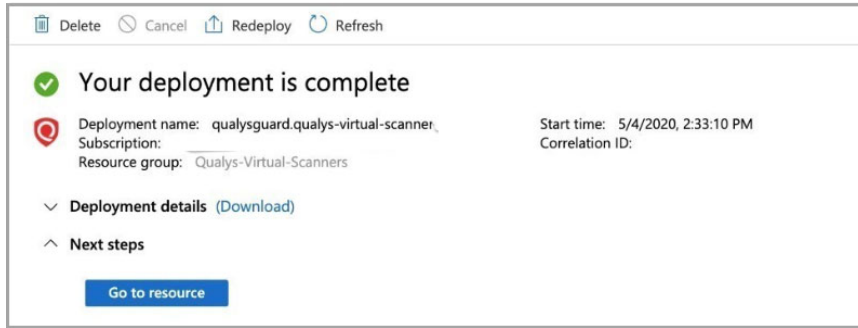 Delete Cancel Redeploy Refresh
Your deployment is complete
Deployment name: qualysguard.qualys-virtual-scanner
Start time: 5/4/2020, 2:33:10 PM
Subscription:
Correlation ID:
Resource group: Qualys-Virtual-Scanners
Deployment details (Download)
Next steps
Go to resource